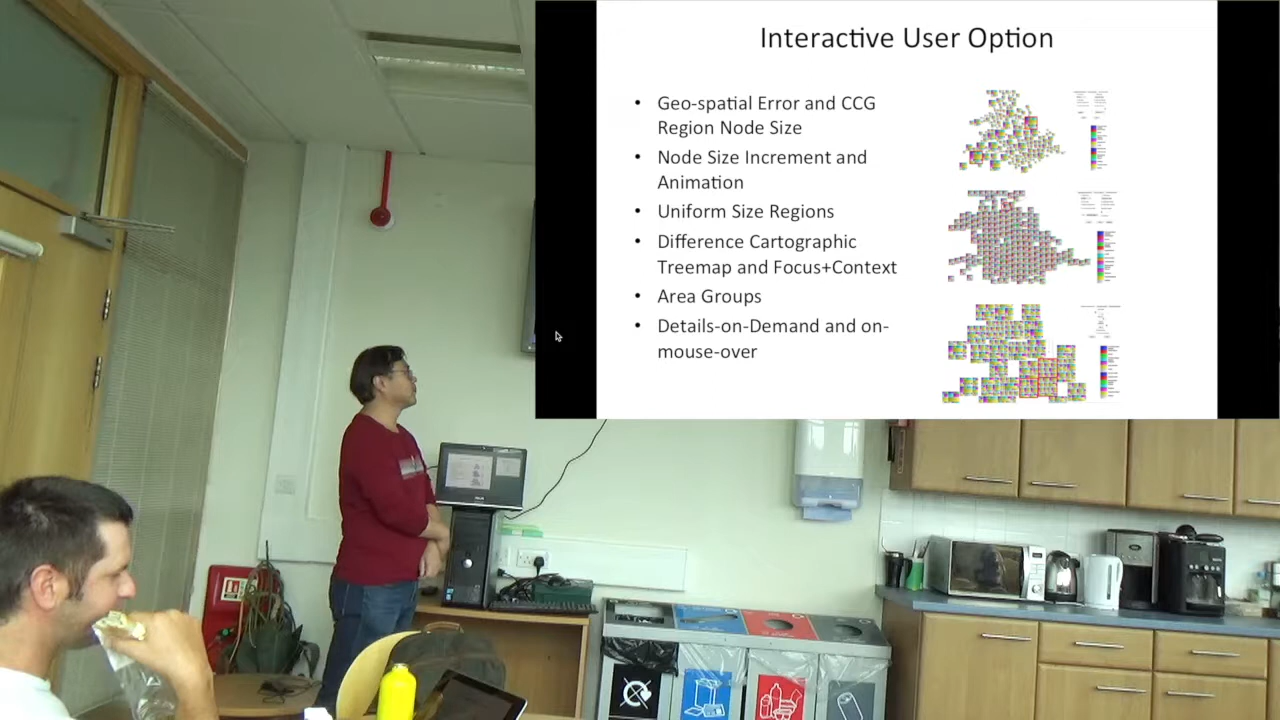 Interactive User Option
• Geo-spatial Error and CCG
Region Node Size
• Node Size Increment and
Animation
• Uniform Size Regions
• Difference Cartographic
Treemap and Focus+Context
• Area Groups
• Details-on-Demand and on-
mouse-over